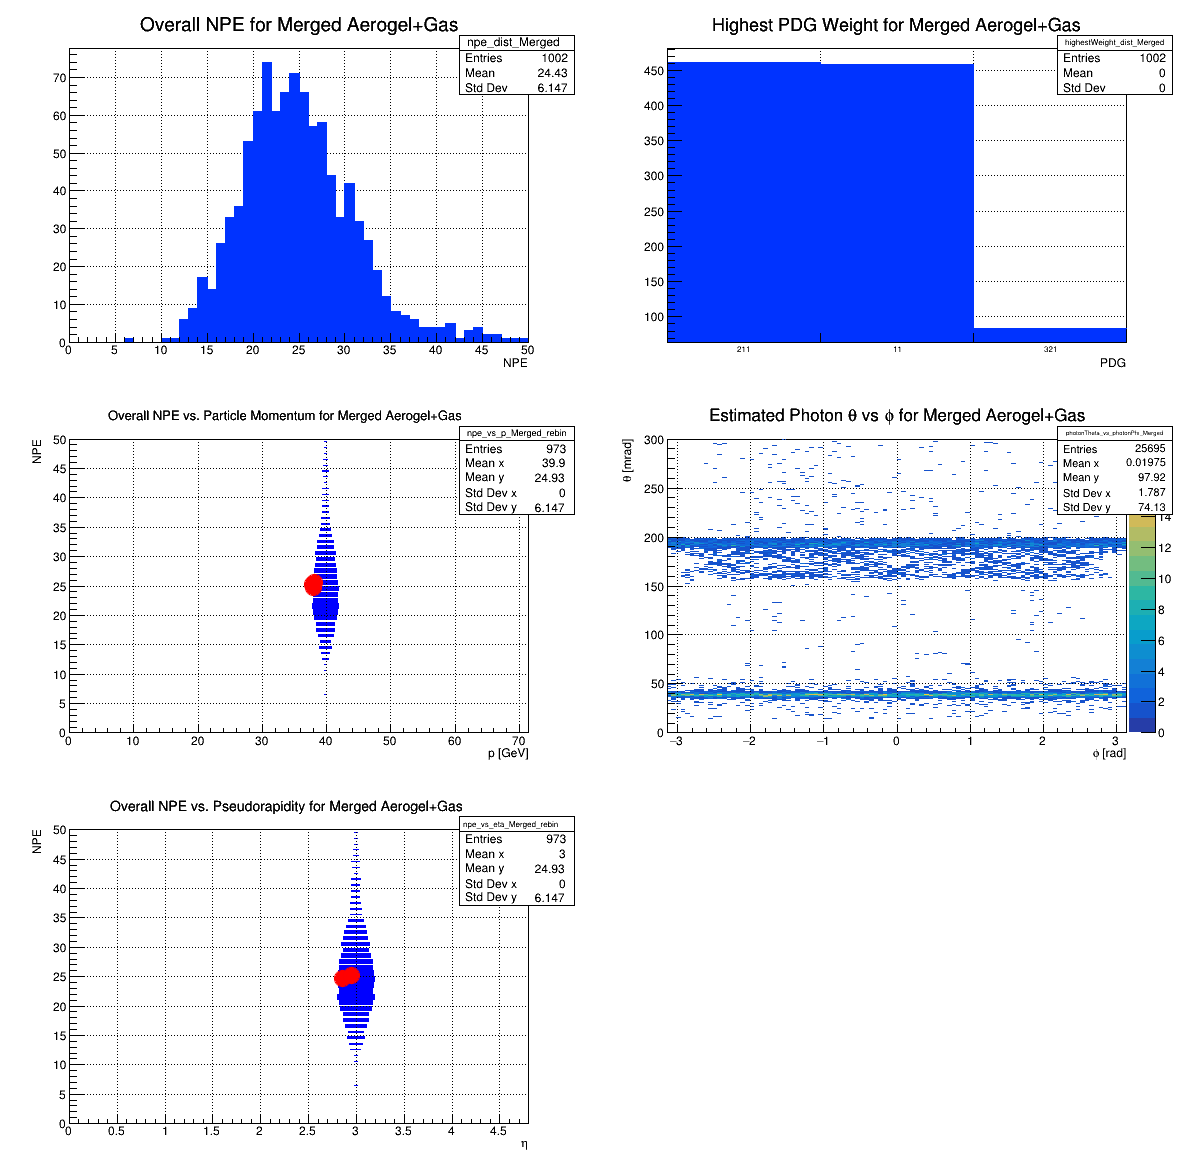 Overall NPE for Merged Aerogel+Gas
npe_dist_Merged
Entries 1002
Mean 24.43
Std Dev 6.147
70
60
50
40
30
20
10
0
0 5 10 15 20 25 30 35 40 45 50
NPE
Highest PDG Weight for Merged Aerogel+Gas
highestWeight_dist_Merged
Entries 1002
Mean 0
Std Dev 0
450
400
350
300
250
200
150
100
211 11 321
PDG
Overall NPE vs. Particle Momentum for Merged Aerogel+Gas
npe_vs_p_Merged_rebin
Entries 973
Mean x 39.9
Mean y 24.93
Std Dev x 0
Std Dev y 6.147
NPE
50
45
40
35
30
25
20
15
10
5
0
0 10 20 30 40 50 60 70
p [GeV]
Estimated Photon θ vs ϕ for Merged Aerogel+Gas
photonTheta_vs_photonPhi_Merged
Entries 25695
Mean x 0.01975
Mean y 97.92
Std Dev x 1.787
Std Dev y 74.13
θ [mrad]
300
250
200
150
100
50
0
−3 −2 −1 0 1 2 3
ϕ [rad]
14
12
10
8
6
4
2
0
Overall NPE vs. Pseudorapidity for Merged Aerogel+Gas
npe_vs_eta_Merged_rebin
Entries 973
Mean x 3
Mean y 24.93
Std Dev x 0
Std Dev y 6.147
NPE
50
45
40
35
30
25
20
15
10
5
0
0 0.5 1 1.5 2 2.5 3 3.5 4 4.5
η